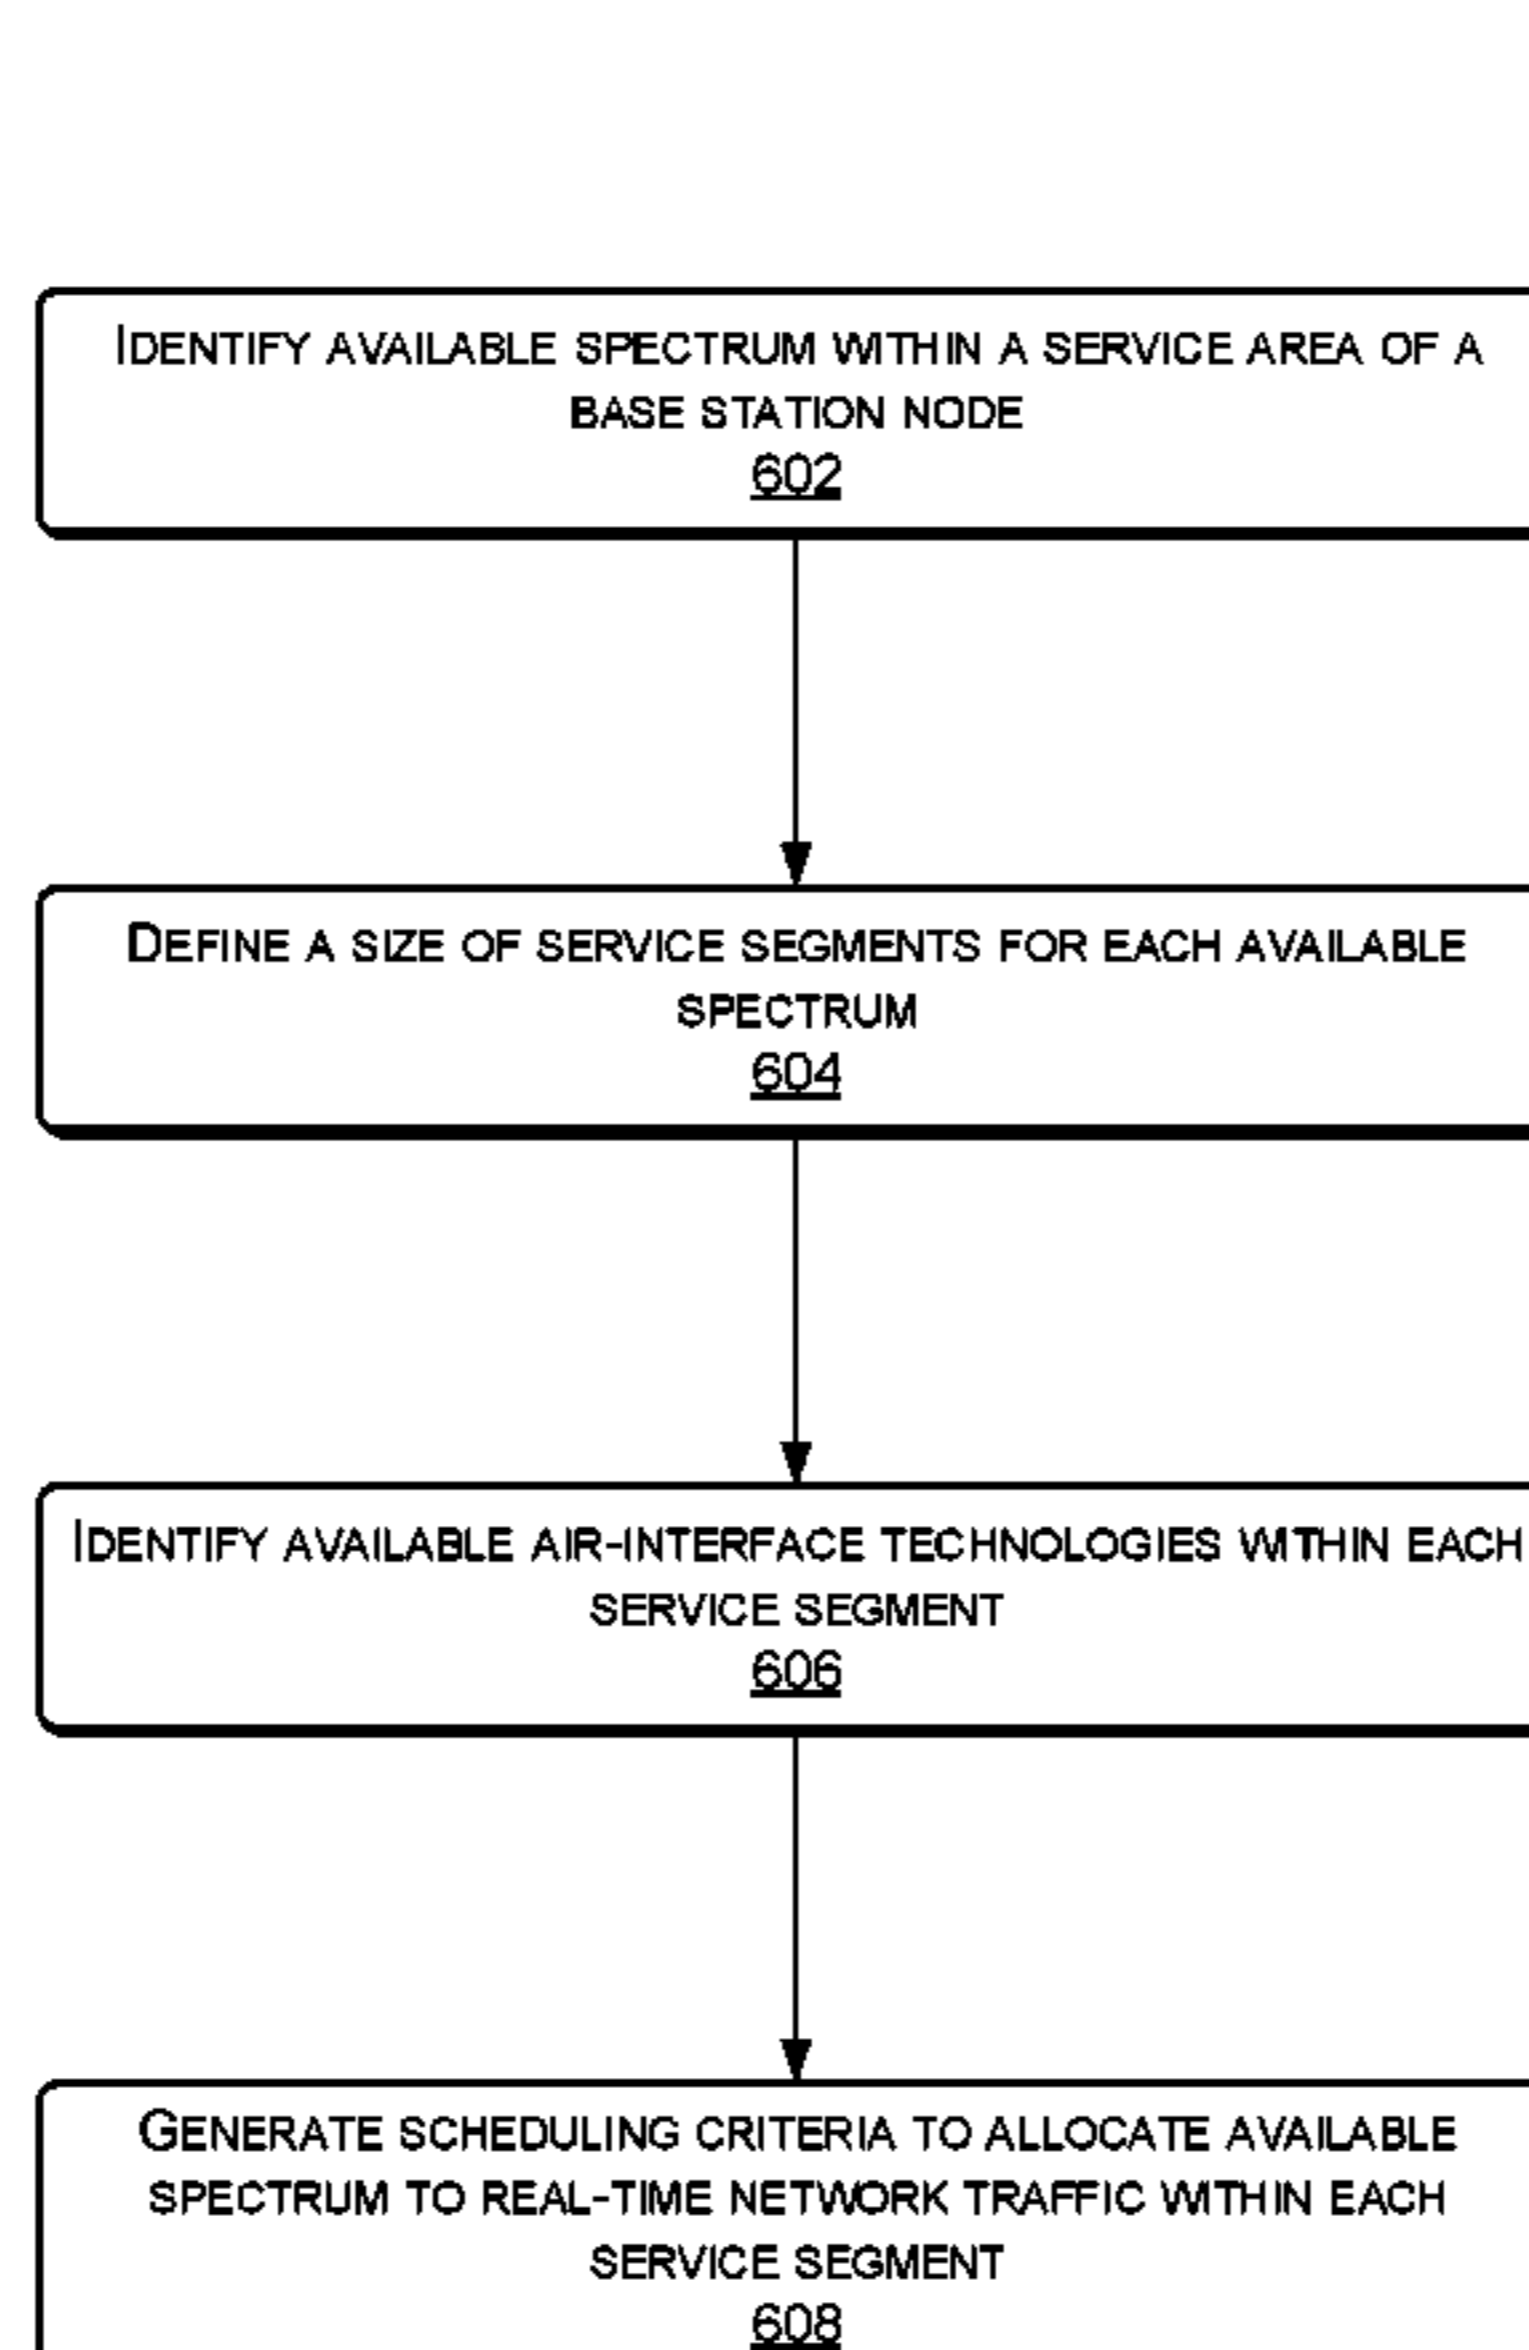 IDENTIFY AVAILABLE SPECTRUM WITHIN A SERVICE AREA OF A
BASE STATION NODE
602
DEFINE A SIZE OF SERVICE SEGMENTS FOR EACH AVAILABLE
SPECTRUM
604
IDENTIFY AVAILABLE AIR-INTERFACE TECHNOLOGIES WITHIN EACH
SERVICE SEGMENT
606
GENERATE SCHEDULING CRITERIA TO ALLOCATE AVAILABLE
SPECTRUM TO REAL-TIME NETWORK TRAFFIC WITHIN EACH
SERVICE SEGMENT
608